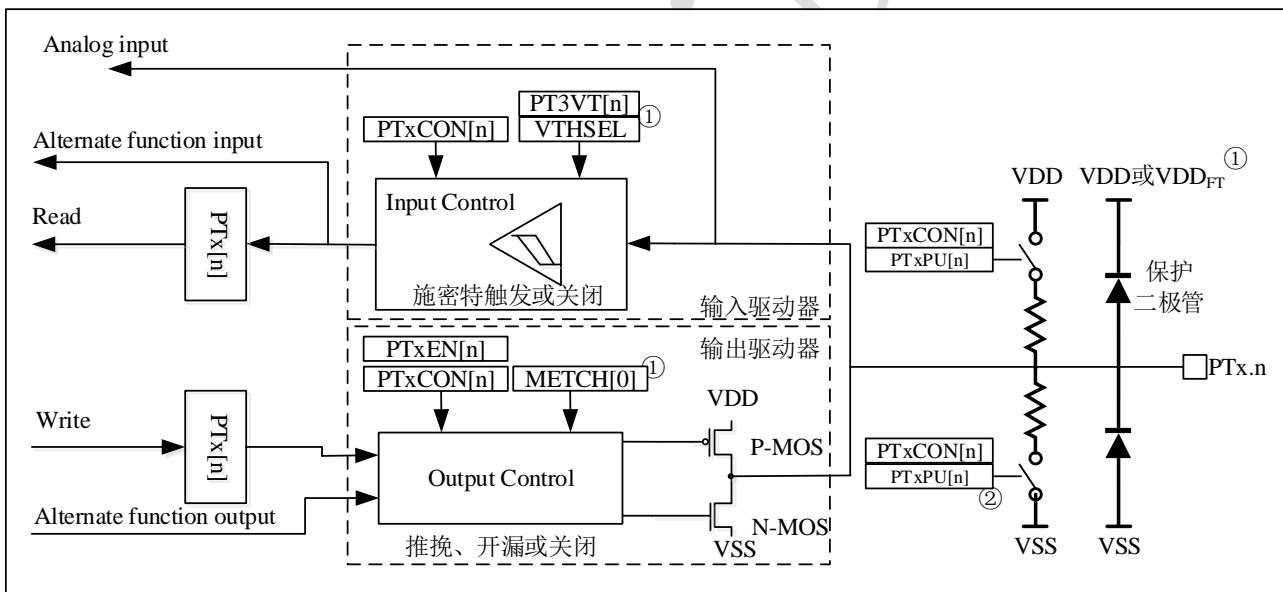 Analog input
Alternate function input
Read
PTx[n]
PTxCON[n]
PT3VT[n]
VTHSEL
①
Input Control
施密特触发或关闭
输入驱动器
输出驱动器
PTxEN[n]
PTxCON[n]
METCH[0]
①
Write
PTx[n]
Alternate function output
Output Control
推挽、开漏或关闭
VDD
P-MOS
N-MOS
VSS
VDD
VDD或VDDFT
①
PTxCON[n]
PTxPU[n]
保护
二极管
PTx.n
PTxCON[n]
PTxPU[n]
②
VSS
VSS